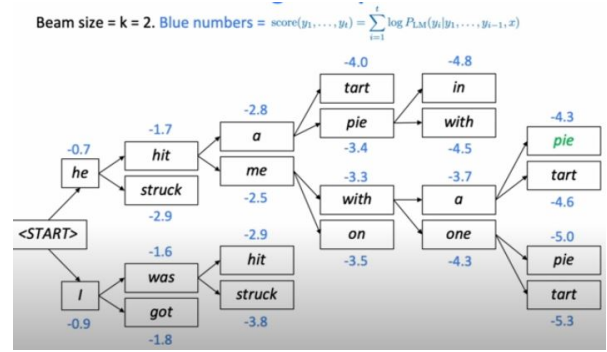 Beam size = k = 2. Blue numbers = score(y₁, . . . , yₜ) = ∑ᵢ₌₁ᵗ log P_LM(yᵢ|y₁, . . . , yᵢ₋₁, x)
-4.0
-4.8
tart
in
-2.8
-4.3
-1.7
a
pie
with
pie
-0.7
hit
-3.4
-4.5
he
me
-3.3
-3.7
tart
struck
-2.5
with
a
-4.6
-2.9
<START>
-2.9
on
one
-5.0
-1.6
hit
-3.5
-4.3
pie
was
I
struck
tart
got
-0.9
-3.8
-5.3
-1.8